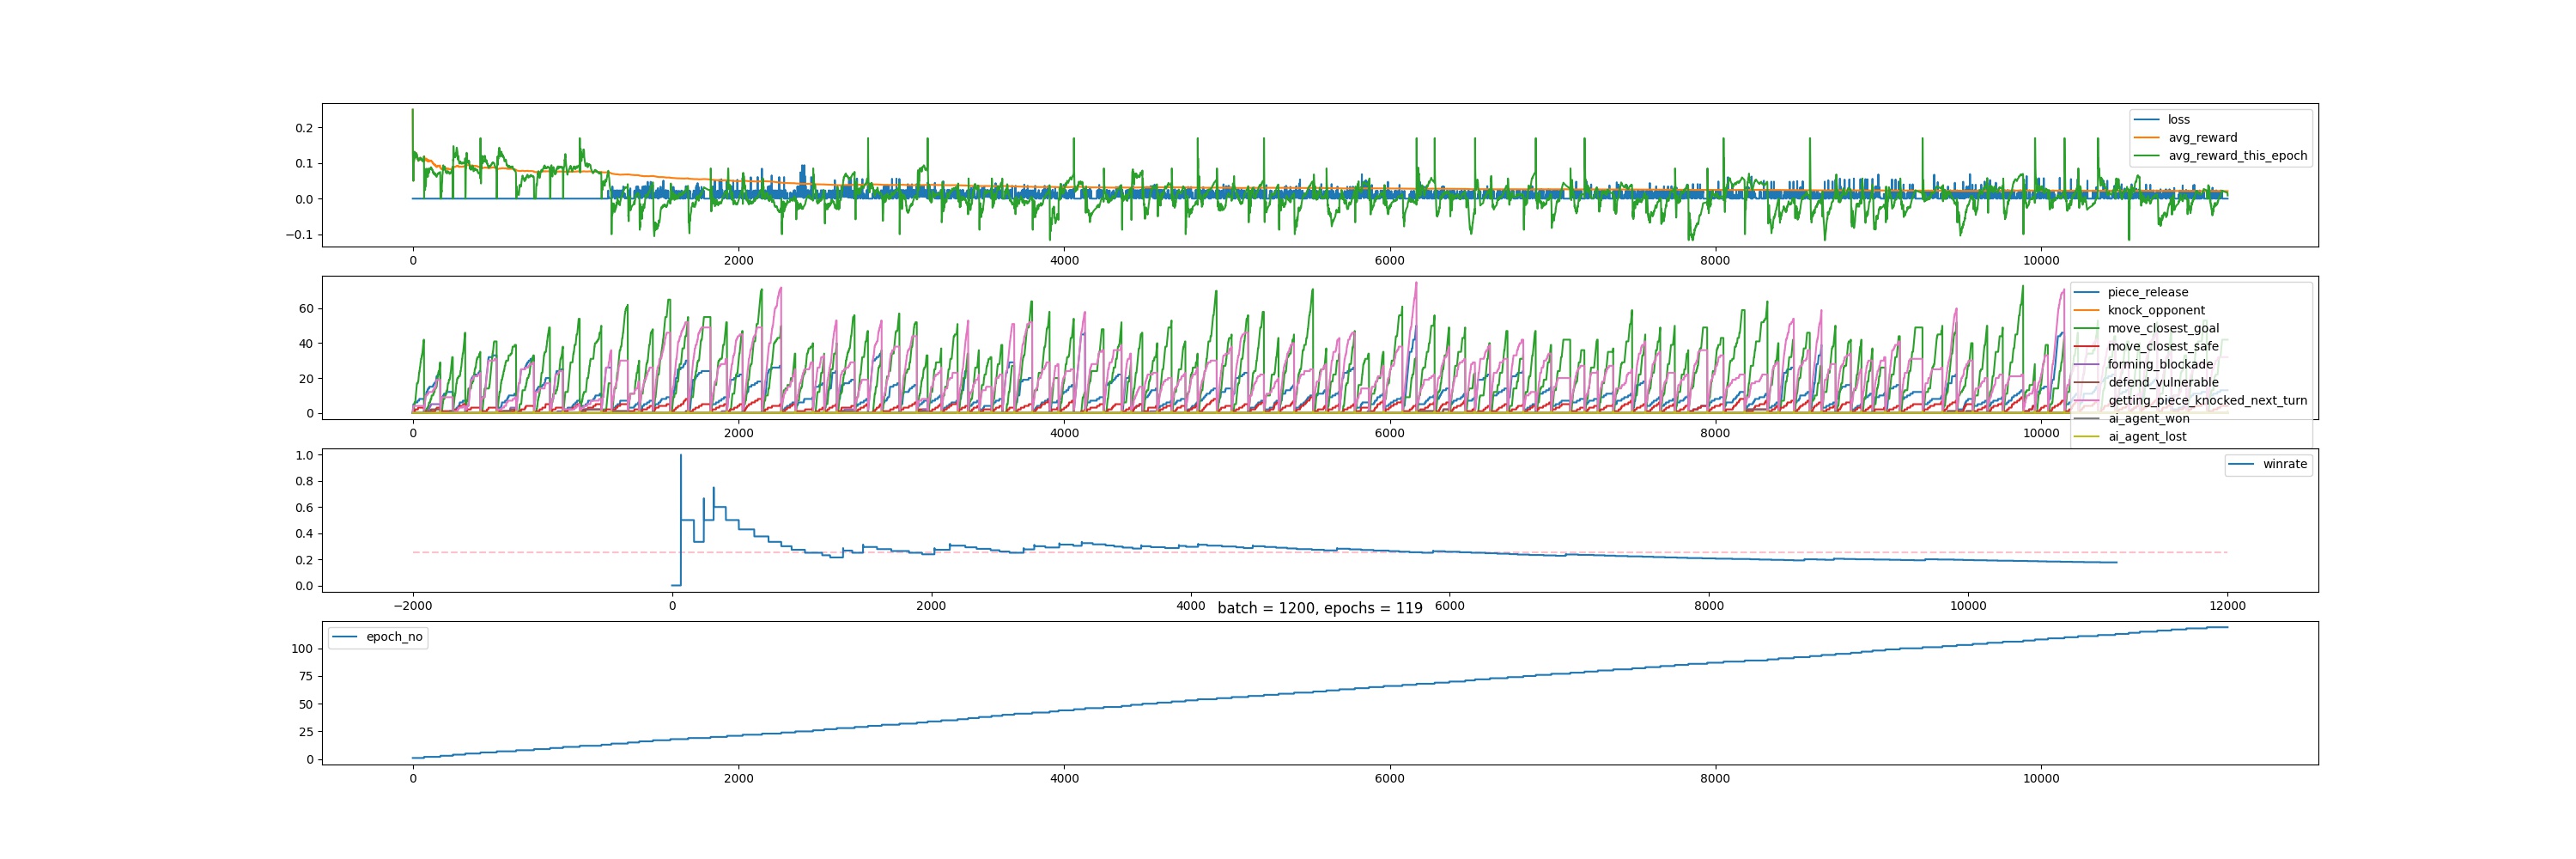 0.2
0.1
0.0
−0.1
loss
avg_reward
avg_reward_this_epoch
0 2000 4000 6000 8000 10000
60
40
20
0
piece_release
knock_opponent
move_closest_goal
move_closest_safe
forming_blockade
defend_vulnerable
getting_piece_knocked_next_turn
ai_agent_won
ai_agent_lost
0 2000 4000 6000 8000 10000
1.0
0.8
0.6
0.4
0.2
0.0
winrate
−2000 0 2000 4000 6000 8000 10000 12000
batch = 1200, epochs = 119
epoch_no
100
75
50
25
0
0 2000 4000 6000 8000 10000